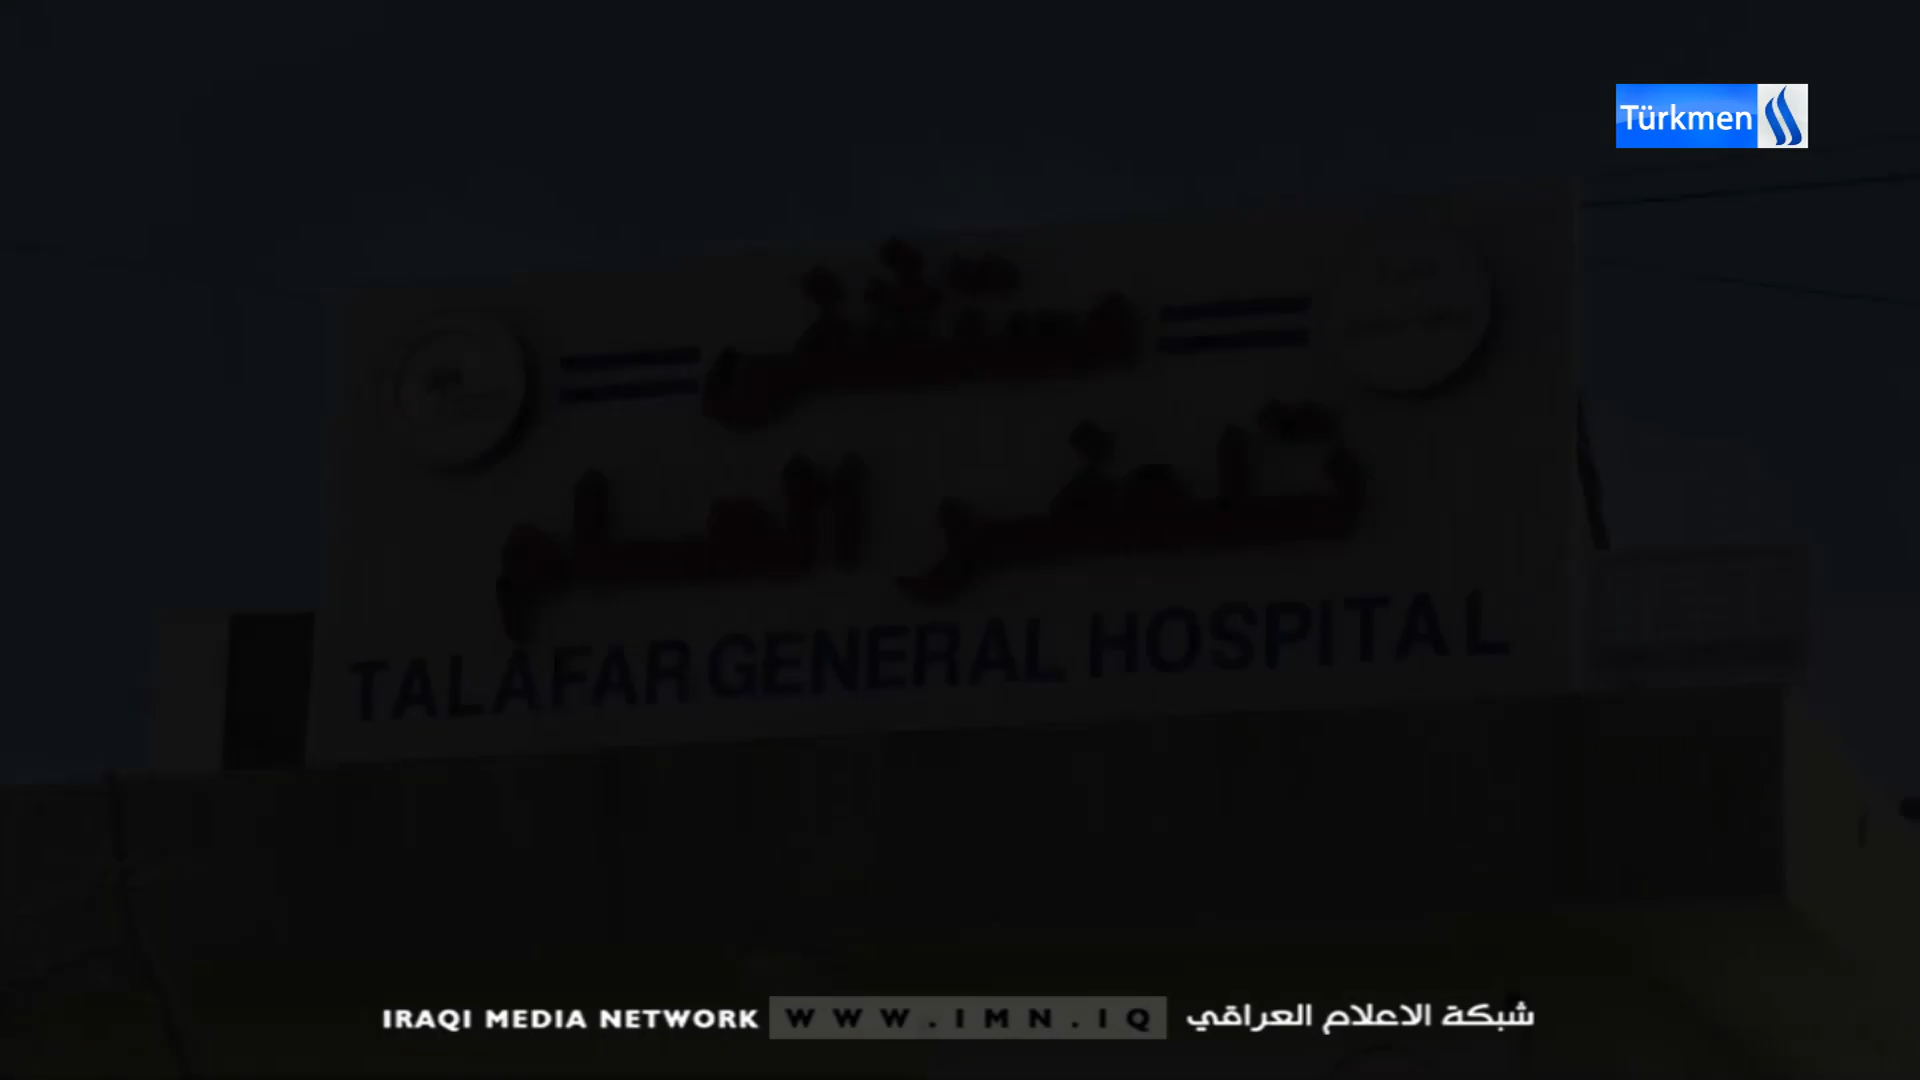 Türkmen
مستشفى
تلعفر العام
TALAFAR GENERAL HOSPITAL
IRAQI MEDIA NETWORK WWW.IMN.IQ شبكة الاعلام العراقي